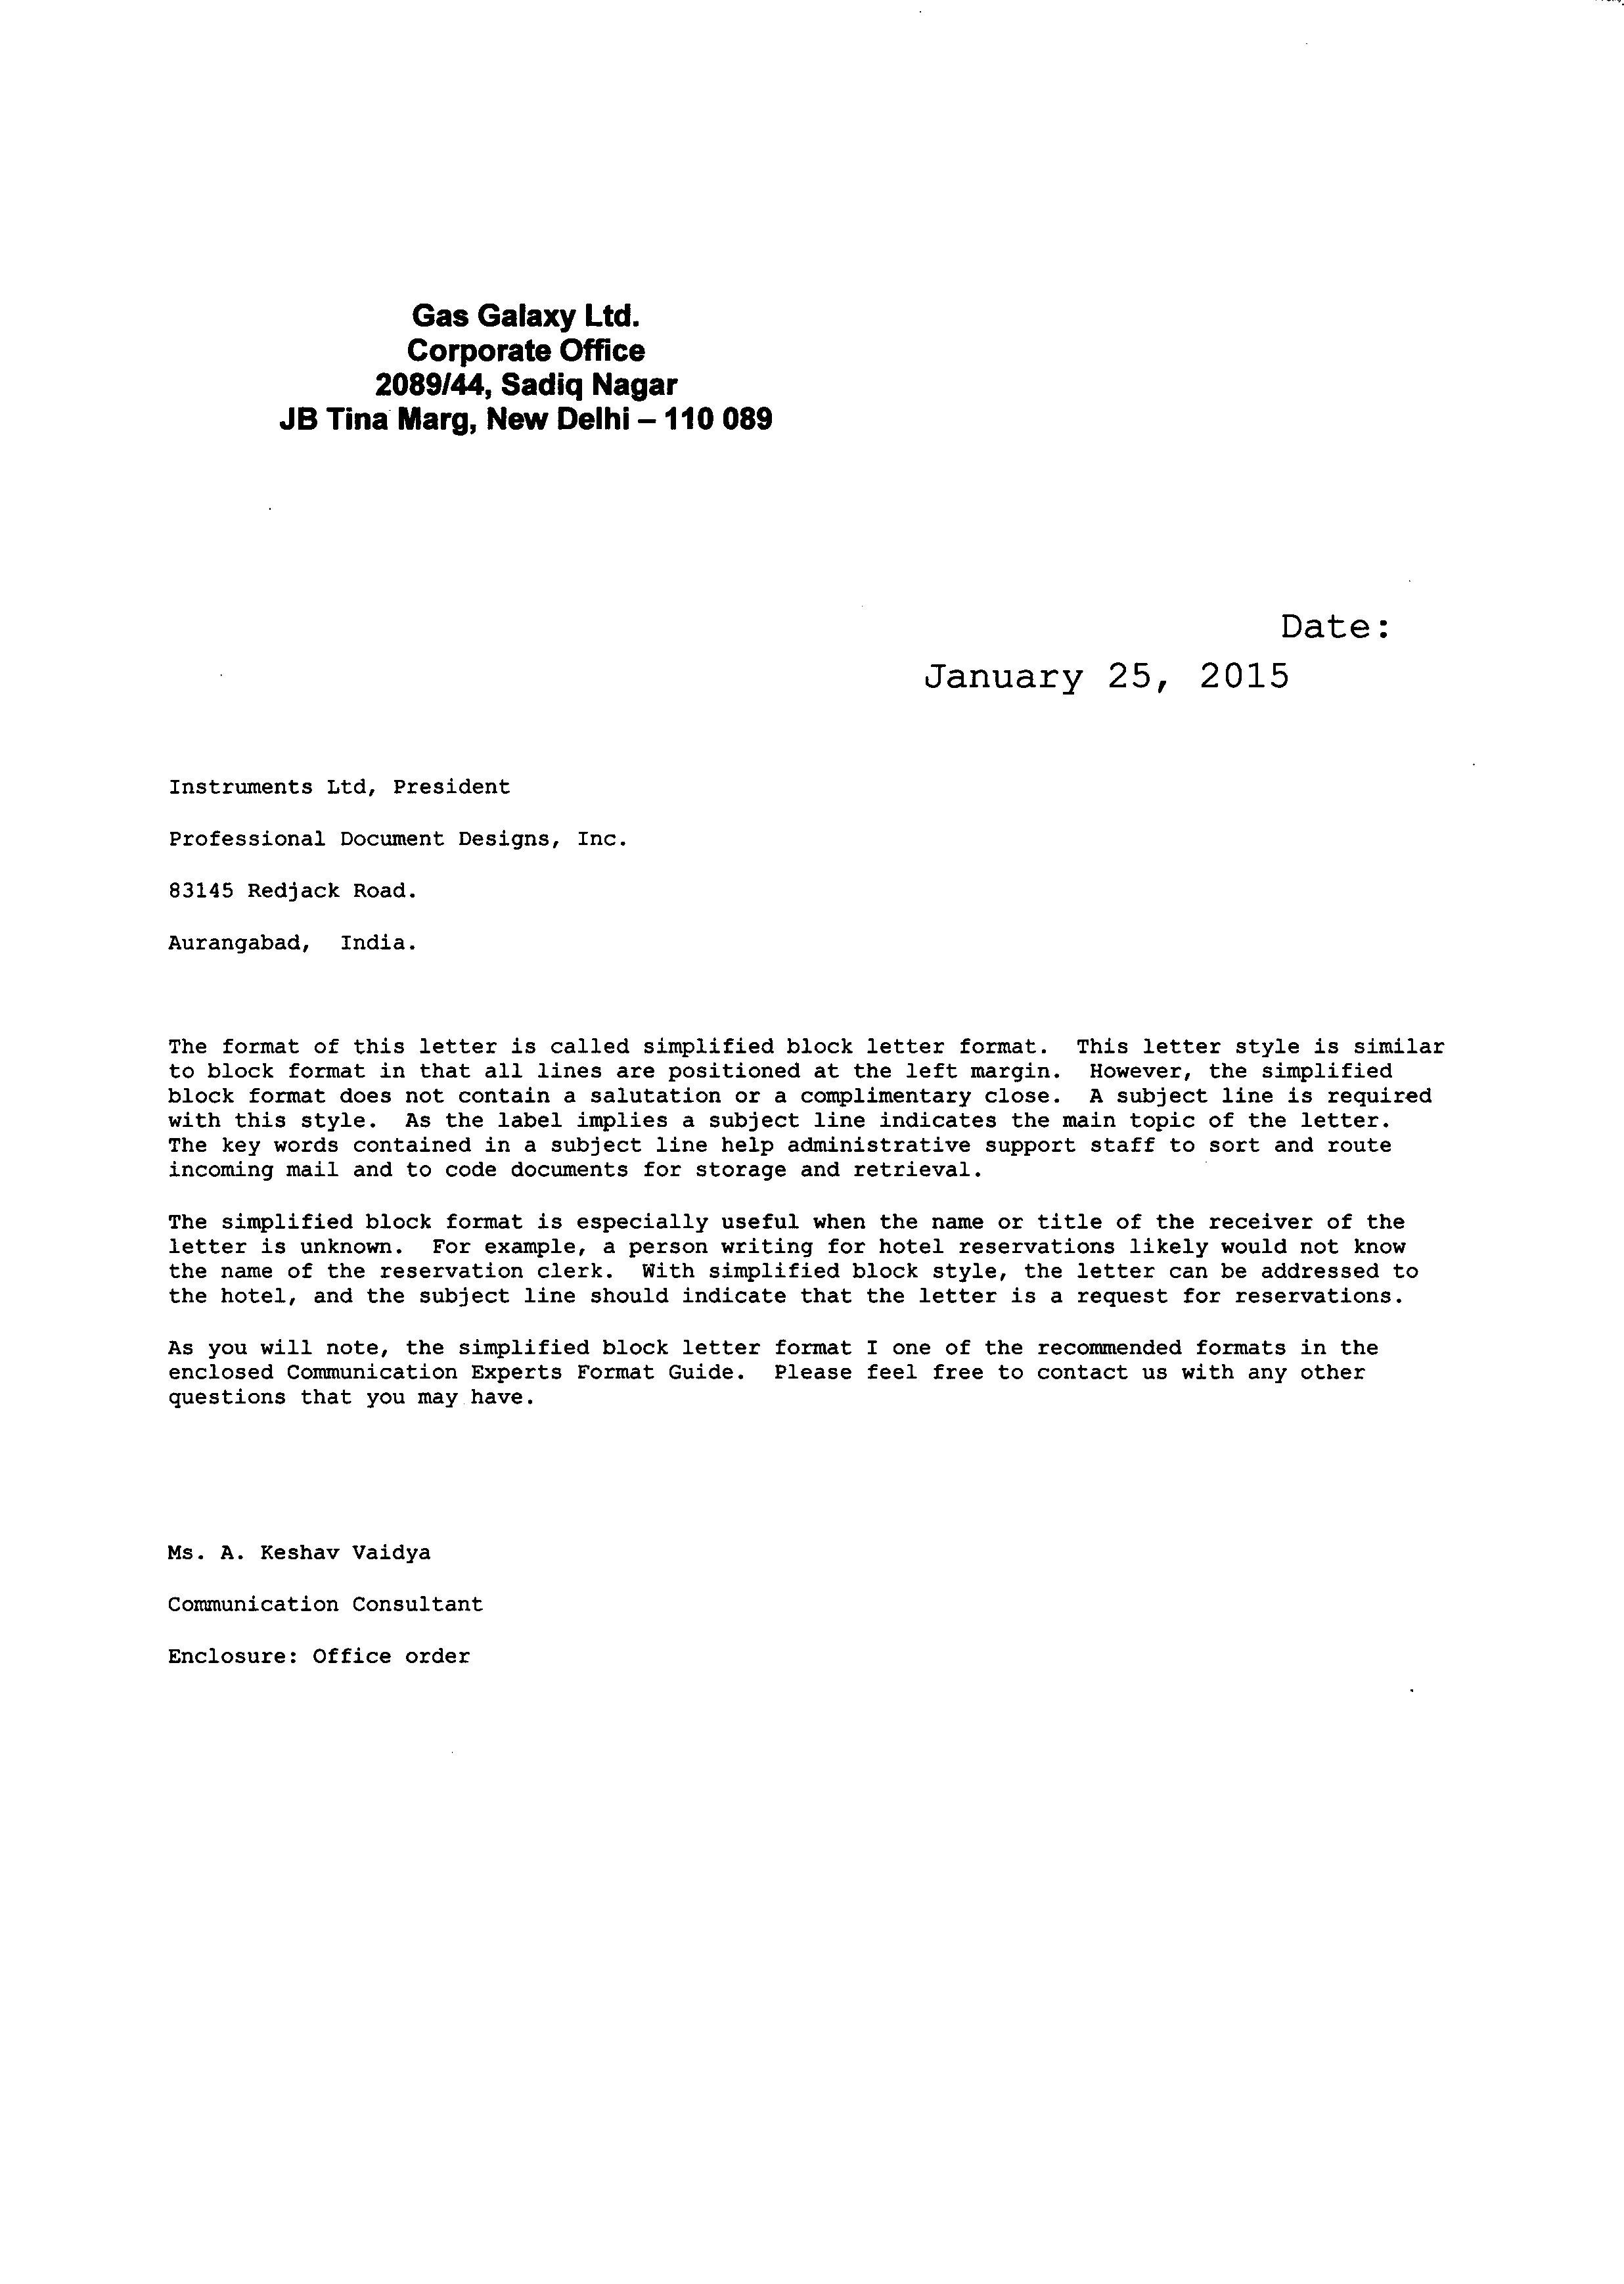 Gas Galaxy Ltd.
Corporate Office
2089/44, Sadiq Nagar
JB Tina Marg, New Delhi – 110 089
Date:
January 25, 2015
Instruments Ltd, President
Professional Document Designs, Inc.
83145 Redjack Road.
Aurangabad,  India.
The format of this letter is called simplified block letter format.  This letter style is similar
to block format in that all lines are positioned at the left margin.  However, the simplified
block format does not contain a salutation or a complimentary close.  A subject line is required
with this style.  As the label implies a subject line indicates the main topic of the letter.
The key words contained in a subject line help administrative support staff to sort and route
incoming mail and to code documents for storage and retrieval.
The simplified block format is especially useful when the name or title of the receiver of the
letter is unknown.  For example, a person writing for hotel reservations likely would not know
the name of the reservation clerk.  With simplified block style, the letter can be addressed to
the hotel, and the subject line should indicate that the letter is a request for reservations.
As you will note, the simplified block letter format I one of the recommended formats in the
enclosed Communication Experts Format Guide.  Please feel free to contact us with any other
questions that you may have.
Ms. A. Keshav Vaidya
Communication Consultant
Enclosure: Office order